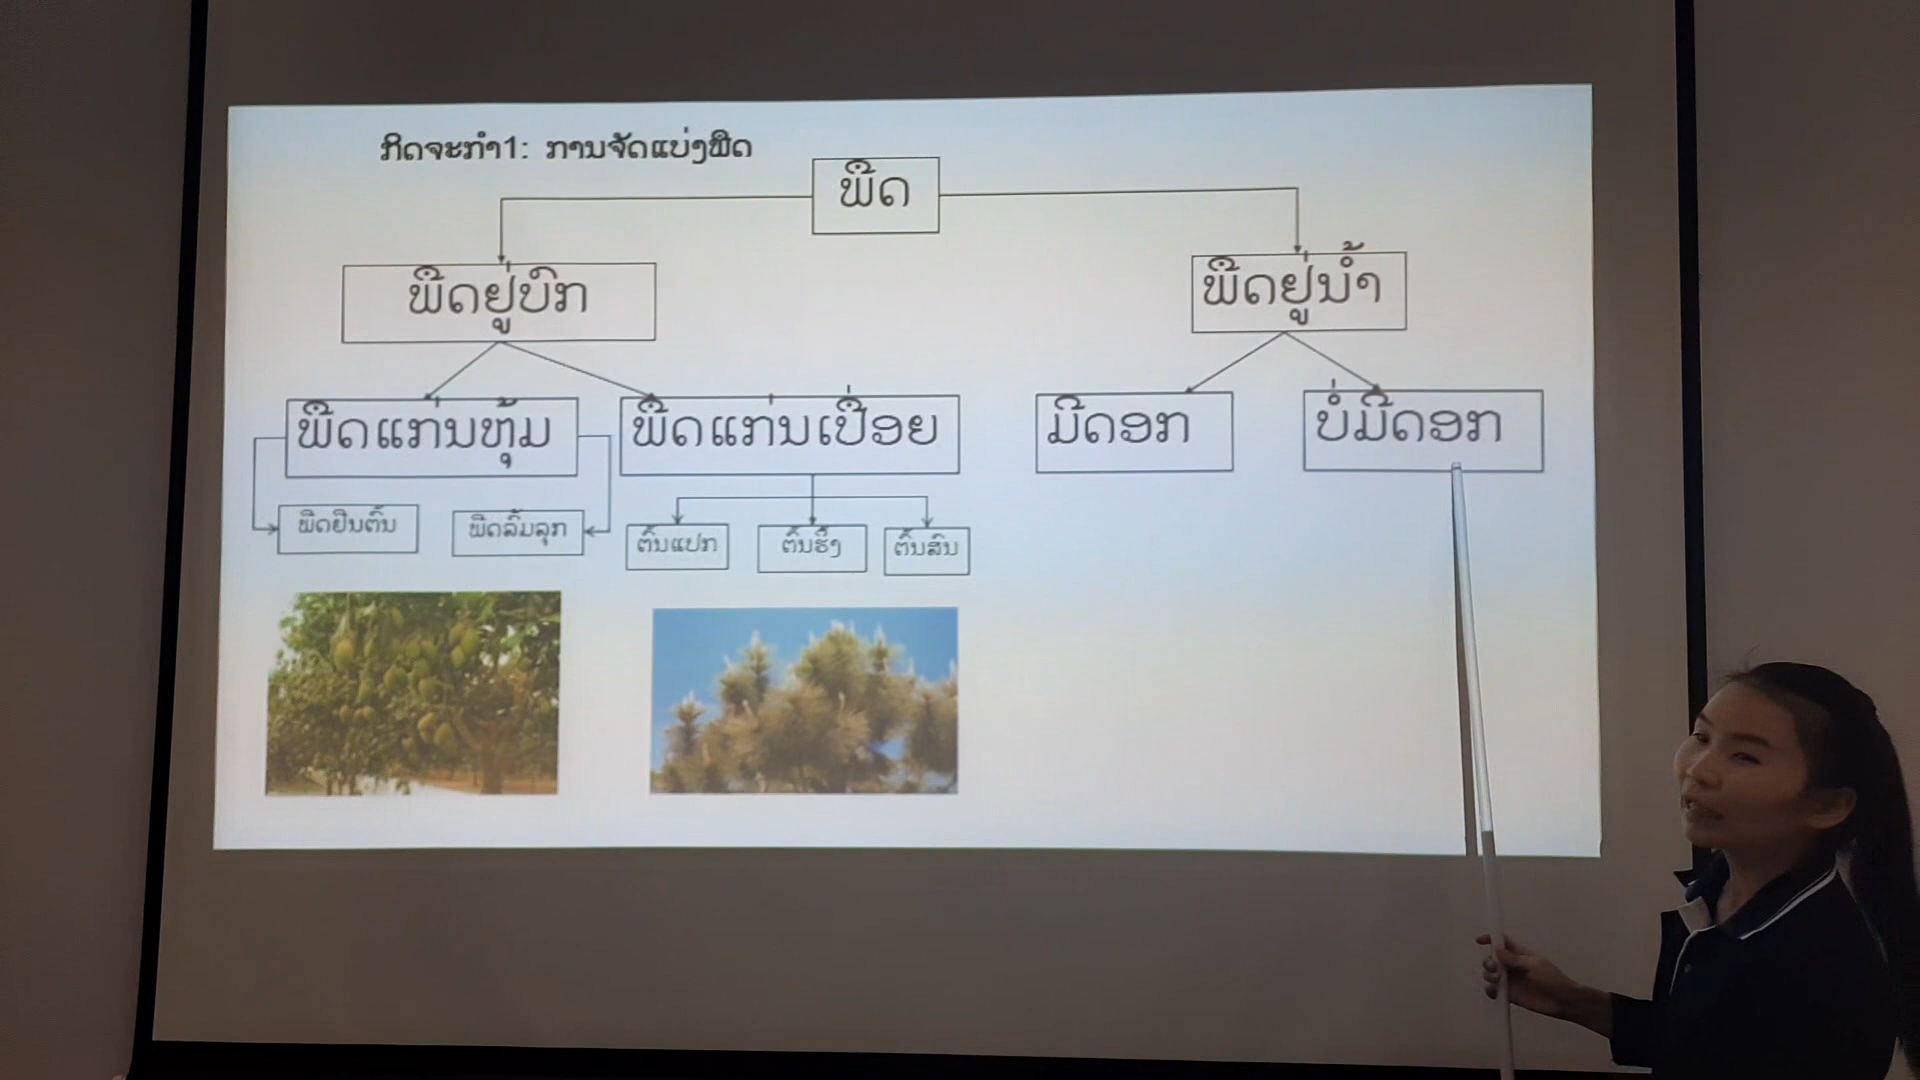 ກິດຈະກຳ1: ການຈັດແບ່ງພືດ
ພືດ
ພືດຢູ່ບົກ
ພືດຢູ່ນ້ຳ
ພືດແກ່ນຫຸ້ມ
ພືດແກ່ນເປືອຍ
ມີດອກ
ບໍ່ມີດອກ
ພືດຢືນຕົ້ນ
ພືດລົ້ມລຸກ
ຕົ້ນແປກ
ຕົ້ນຮັງ
ຕົ້ນສົນ